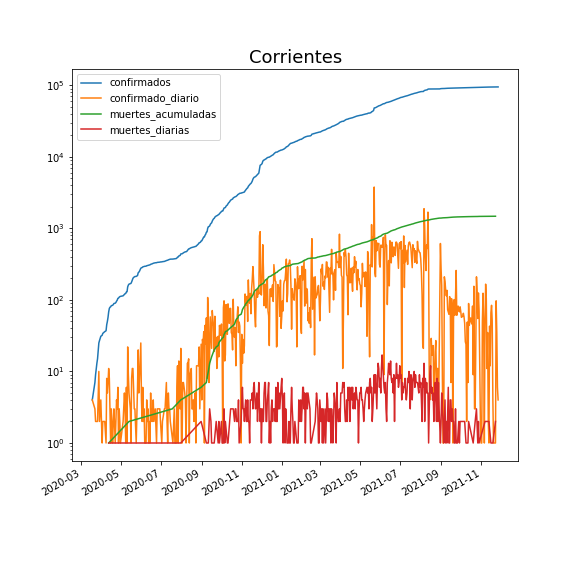 Corrientes
confirmados
confirmado_diario
muertes_acumuladas
muertes_diarias
10⁵
10⁴
10³
10²
10¹
10⁰
2020-03 2020-05 2020-07 2020-09 2020-11 2021-01 2021-03 2021-05 2021-07 2021-09 2021-11